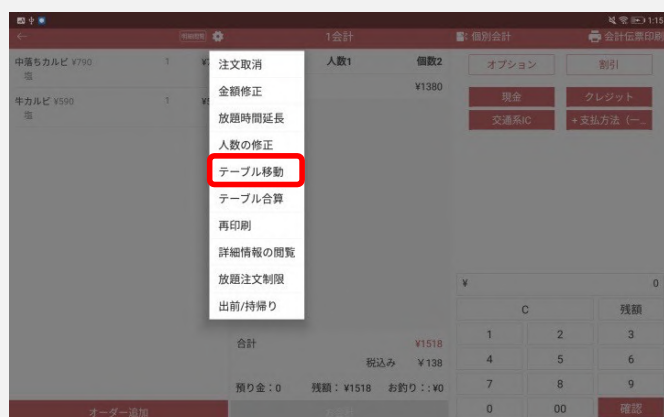 1:15
1会計
個別会計
会計伝票印刷
中落ちカルビ ¥790 1
塩
牛カルビ ¥590 1
塩
注文取消
金額修正
放題時間延長
人数の修正
テーブル移動
テーブル合算
再印刷
詳細情報の閲覧
放題注文制限
出前/持帰り
人数1 個数2
¥1380
合計 ¥1518
税込み ¥138
預り金：0 残額：¥1518 お釣り：: ¥0
オーダー追加
オプション 割引
現金 クレジット
交通系IC +支払方法（一...
¥ 0
C 残額
1 2 3
4 5 6
7 8 9
0 00 確認